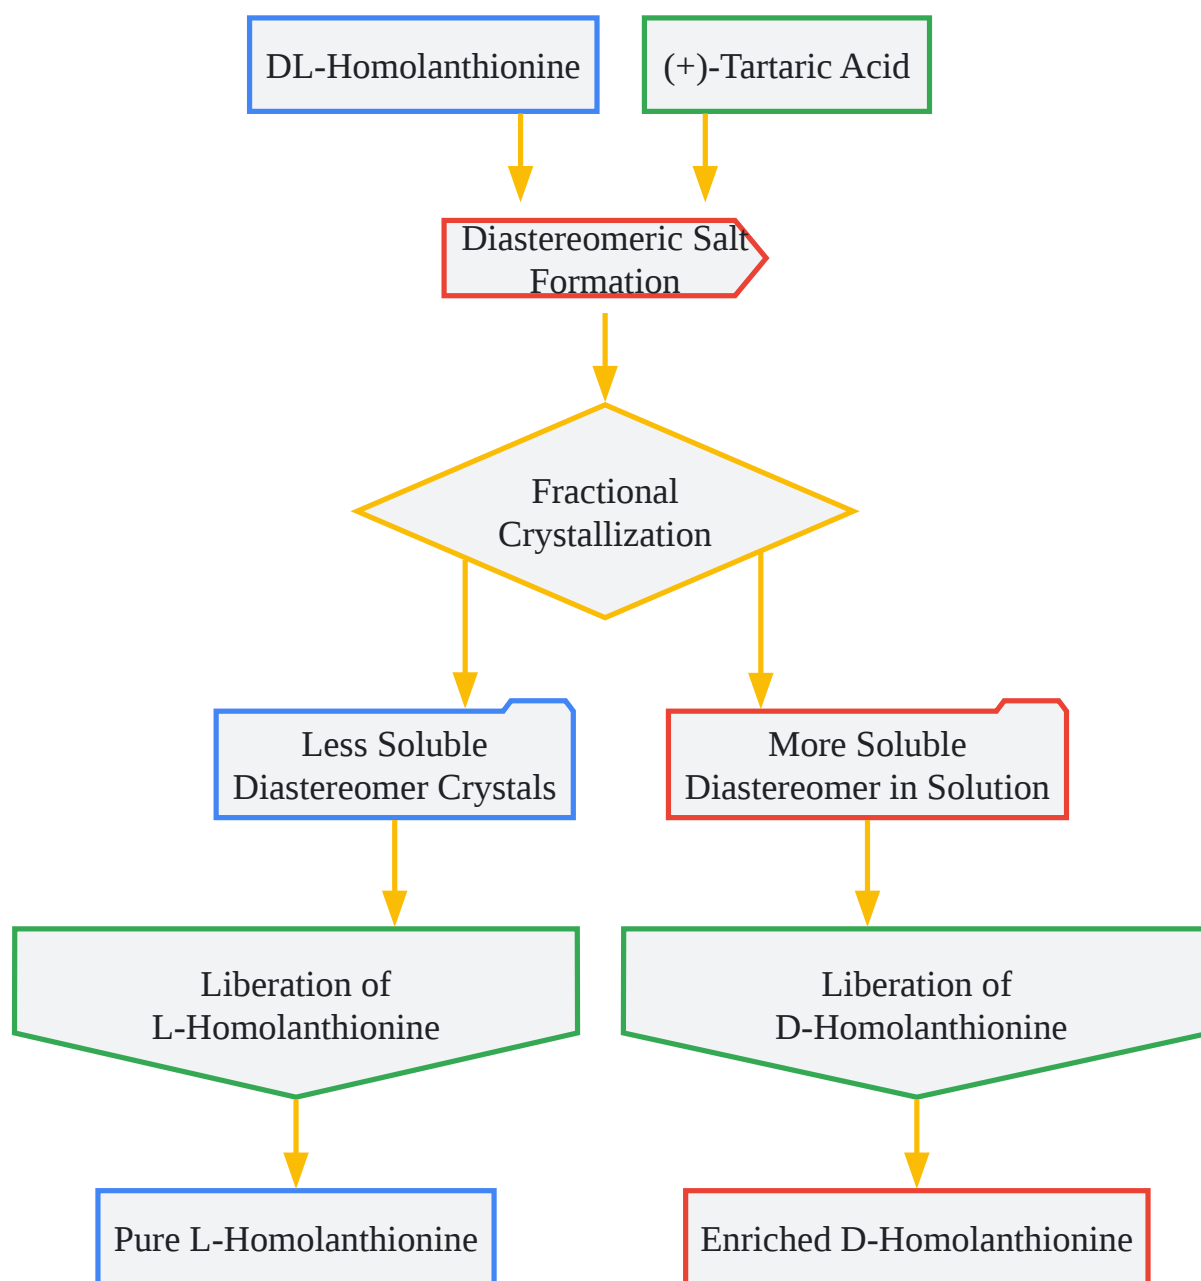 DL-Homolanthionine
(+)-Tartaric Acid
Diastereomeric Salt
Formation
Fractional
Crystallization
Less Soluble
Diastereomer Crystals
More Soluble
Diastereomer in Solution
Liberation of
L-Homolanthionine
Liberation of
D-Homolanthionine
Pure L-Homolanthionine
Enriched D-Homolanthionine